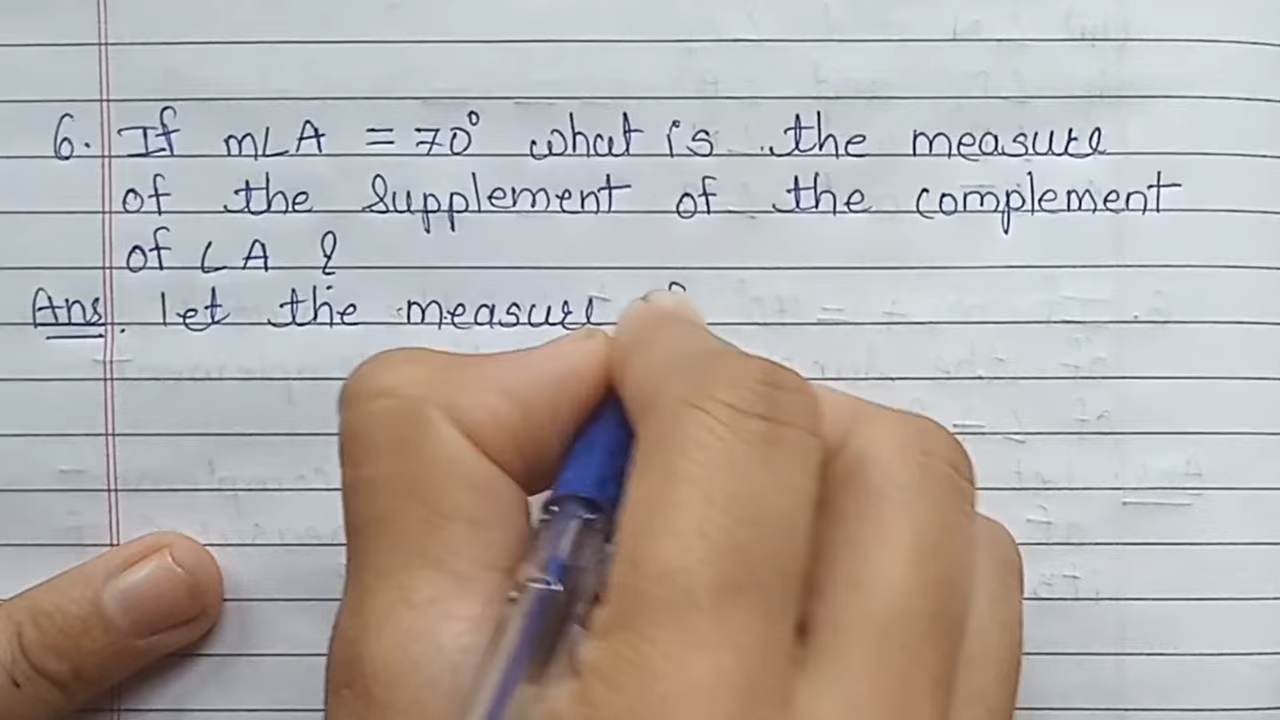 6. If m∠A = 70° what is the measure
of the supplement of the complement
of ∠A ?
Ans. let the measure